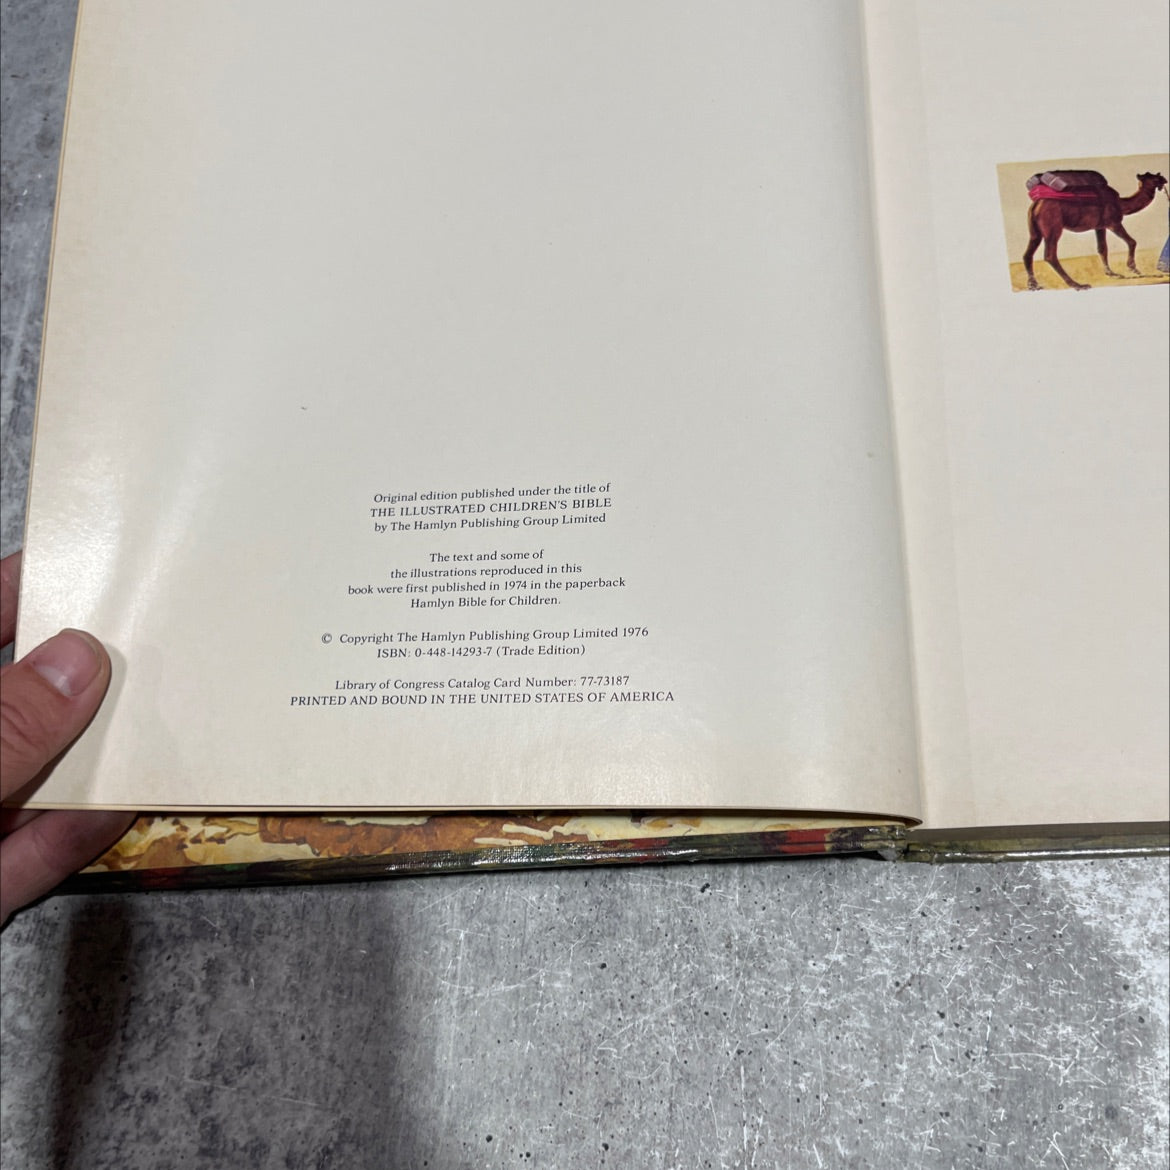 Original edition published under the title of
THE ILLUSTRATED CHILDREN'S BIBLE
by The Hamlyn Publishing Group Limited
The text and some of
the illustrations reproduced in this
book were first published in 1974 in the paperback
Hamlyn Bible for Children.
© Copyright The Hamlyn Publishing Group Limited 1976
ISBN: 0-448-14293-7 (Trade Edition)
Library of Congress Catalog Card Number: 77-73187
PRINTED AND BOUND IN THE UNITED STATES OF AMERICA